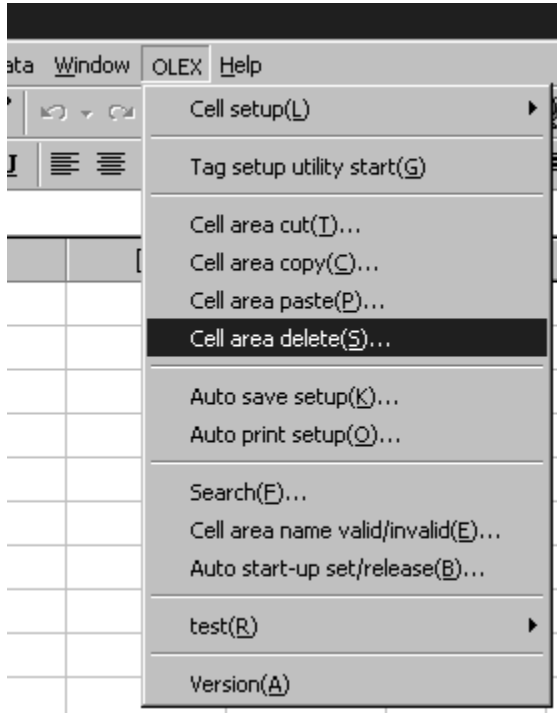 Window OLEX Help
Cell setup(L)
Tag setup utility start(G)
Cell area cut(T)...
Cell area copy(C)...
Cell area paste(P)...
Cell area delete(S)...
Auto save setup(K)...
Auto print setup(O)...
Search(F)...
Cell area name valid/invalid(E)...
Auto start-up set/release(B)...
test(R)
Version(A)